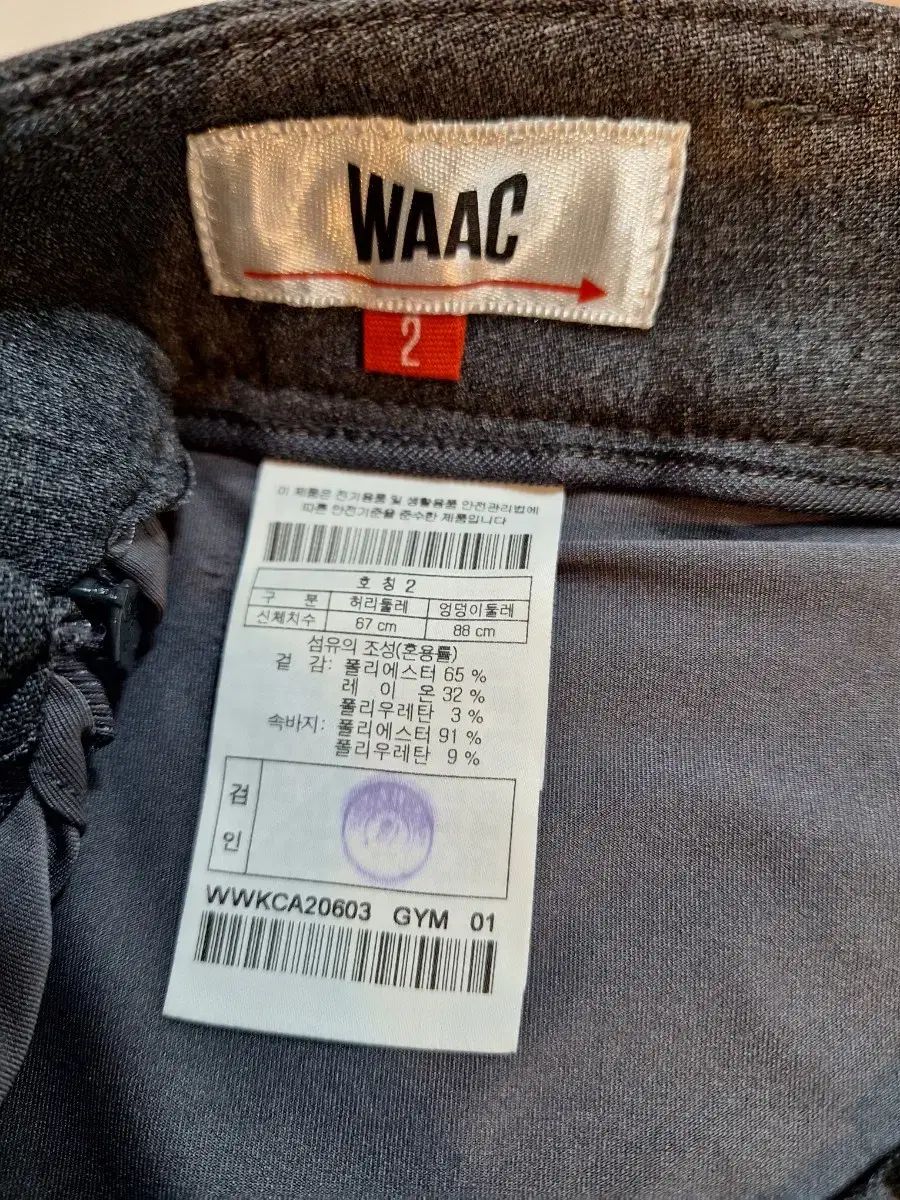 WAAC
2
이 제품은 전기용품 및 생활용품 안전관리법에
따른 안전기준을 준수한 제품입니다
호 칭 2
구 분 허리둘레 엉덩이둘레
신체치수 67 cm 88 cm
섬유의 조성(혼용률)
겉 감: 폴리에스터 65 %
레 이 온 32 %
폴리우레탄 3 %
속바지: 폴리에스터 91 %
폴리우레탄 9 %
검
인
WWKCA20603 GYM 01